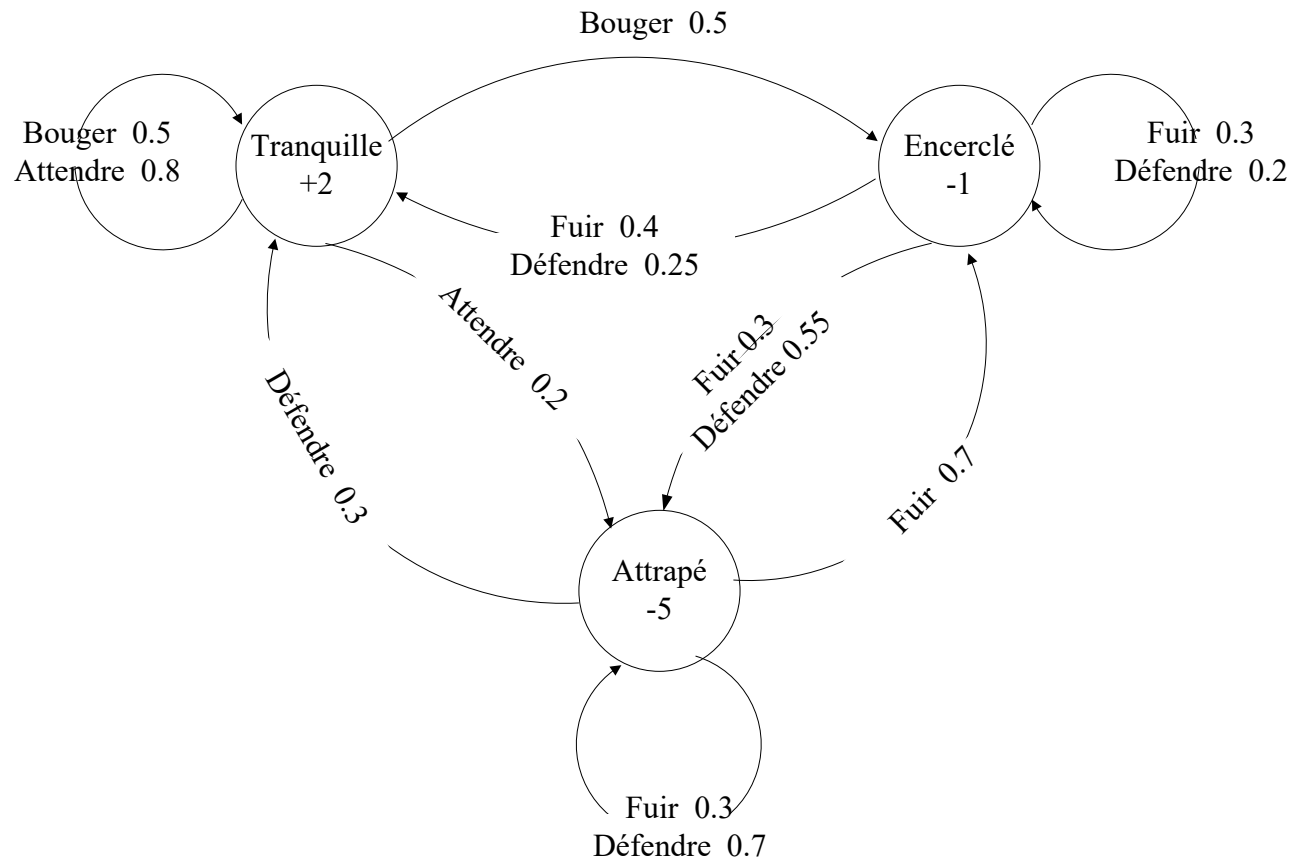 Bouger 0.5
Bouger 0.5
Attendre 0.8
Tranquille
+2
Encerclé
-1
Fuir 0.3
Défendre 0.2
Fuir 0.4
Défendre 0.25
Attendre 0.2
Fuir 0.3
Défendre 0.55
Défendre 0.3
Fuir 0.7
Attrapé
-5
Fuir 0.3
Défendre 0.7